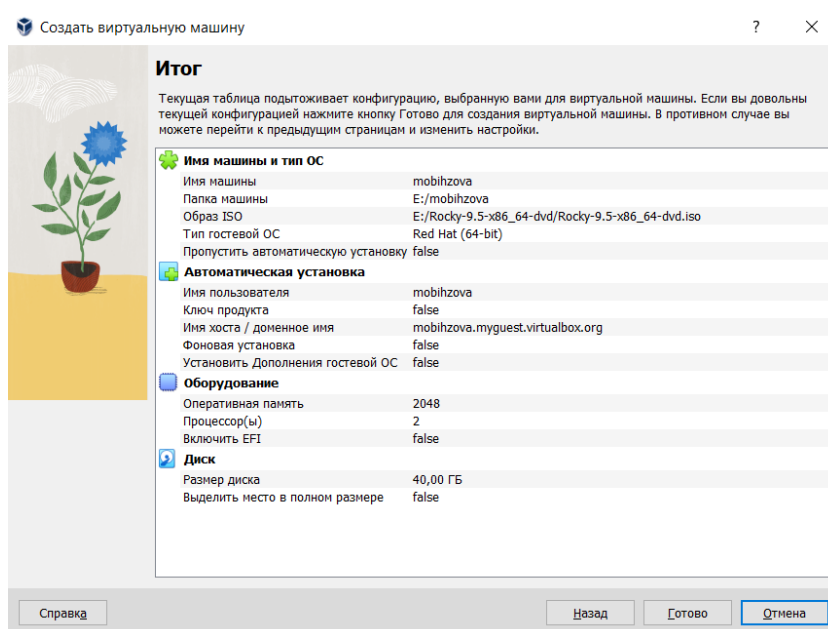 Создать виртуальную машину
?
Итог
Текущая таблица подытоживает конфигурацию, выбранную вами для виртуальной машины. Если вы довольны
текущей конфигурацией нажмите кнопку Готово для создания виртуальной машины. В противном случае вы
можете перейти к предыдущим страницам и изменить настройки.
Имя машины и тип ОС
Имя машины mobihzova
Папка машины E:/mobihzova
Образ ISO E:/Rocky-9.5-x86_64-dvd/Rocky-9.5-x86_64-dvd.iso
Тип гостевой ОС Red Hat (64-bit)
Пропустить автоматическую установку false
Автоматическая установка
Имя пользователя mobihzova
Ключ продукта false
Имя хоста / доменное имя mobihzova.myguest.virtualbox.org
Фоновая установка false
Установить Дополнения гостевой ОС false
Оборудование
Оперативная память 2048
Процессор(ы) 2
Включить EFI false
Диск
Размер диска 40,00 ГБ
Выделить место в полном размере false
Справка Назад Готово Отмена